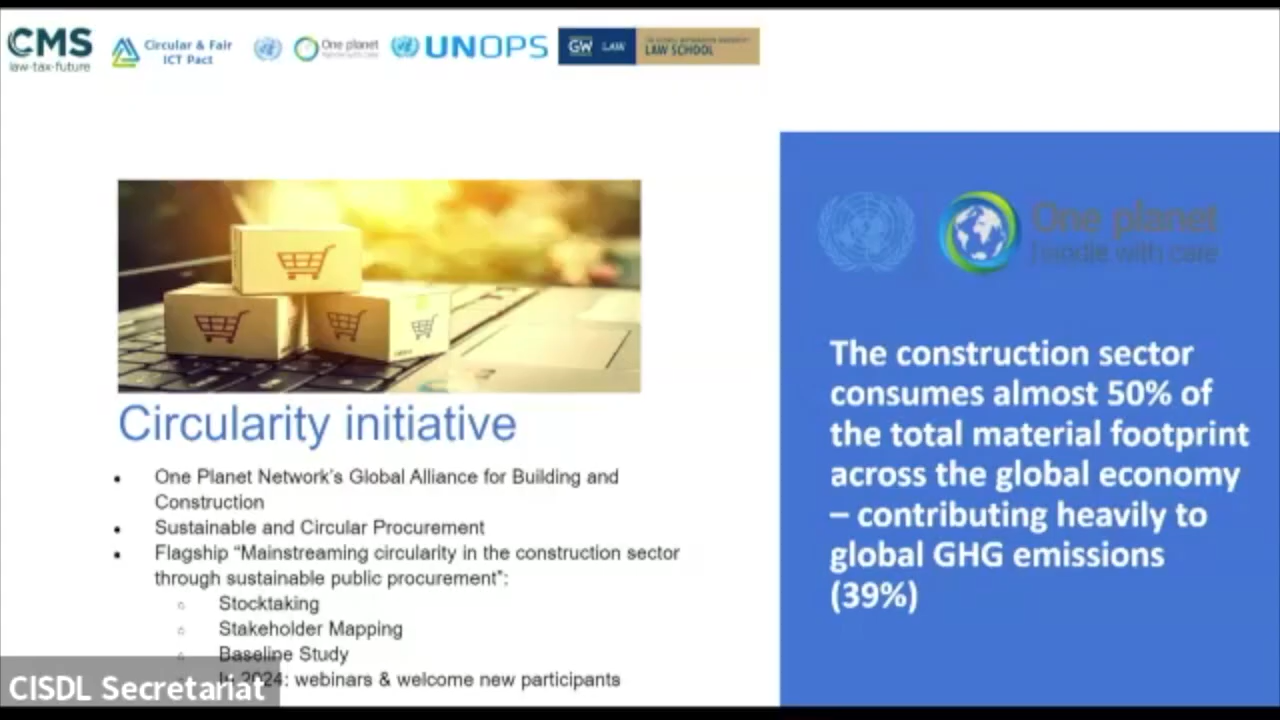 CMS
law·tax·future
Circular & Fair
ICT Pact
One planet
handle with care
UNOPS
GW LAW
LAW SCHOOL
One planet
handle with care
The construction sector
consumes almost 50% of
the total material footprint
across the global economy
– contributing heavily to
global GHG emissions
(39%)
Circularity initiative
• One Planet Network's Global Alliance for Building and
Construction
• Sustainable and Circular Procurement
• Flagship “Mainstreaming circularity in the construction sector
through sustainable public procurement”:
○ Stocktaking
○ Stakeholder Mapping
○ Baseline Study
○ In 2024: webinars & welcome new participants
CISDL Secretariat